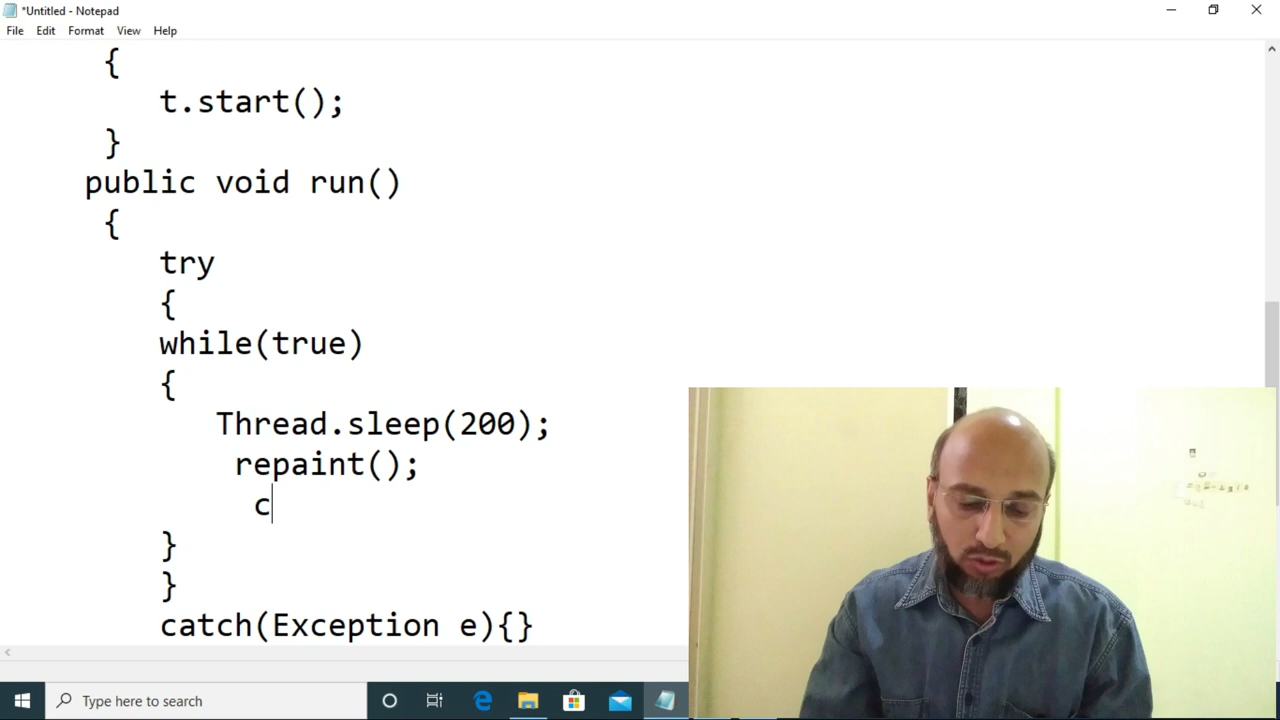 *Untitled - Notepad
File Edit Format View Help
{
t.start();
}
public void run()
{
try
{
while(true)
{
Thread.sleep(200);
repaint();
c
}
}
catch(Exception e){}
Type here to search